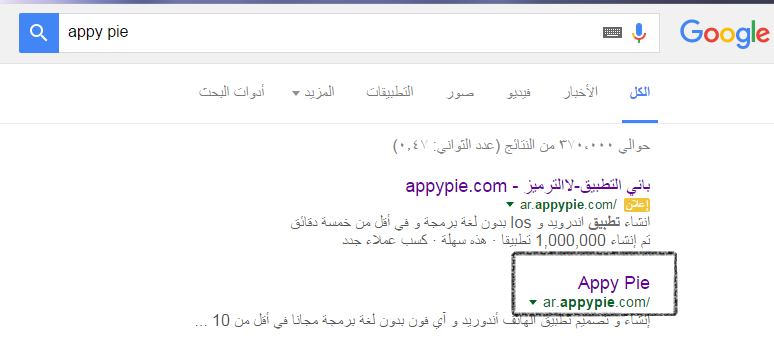 appy pie
Google
الكل الأخبار فيديو صور التطبيقات المزيد أدوات البحث
حوالي ٣٧٠,٠٠٠ من النتائج (عدد الثواني: ٠,٤٧)
باني التطبيق-لاالترميز - appypie.com
إعلان ar.appypie.com/
انشاء تطبيق اندرويد و Ios بدون لغة برمجة و في أقل من خمسة دقائق
تم إنشاء 1,000,000 تطبيقا · هذه سهلة · كسب عملاء جدد
Appy Pie
ar.appypie.com/
إنشاء و تصميم تطبيق الهاتف أندوريد و آي فون بدون لغة برمجة مجانا في أقل من 10 ...